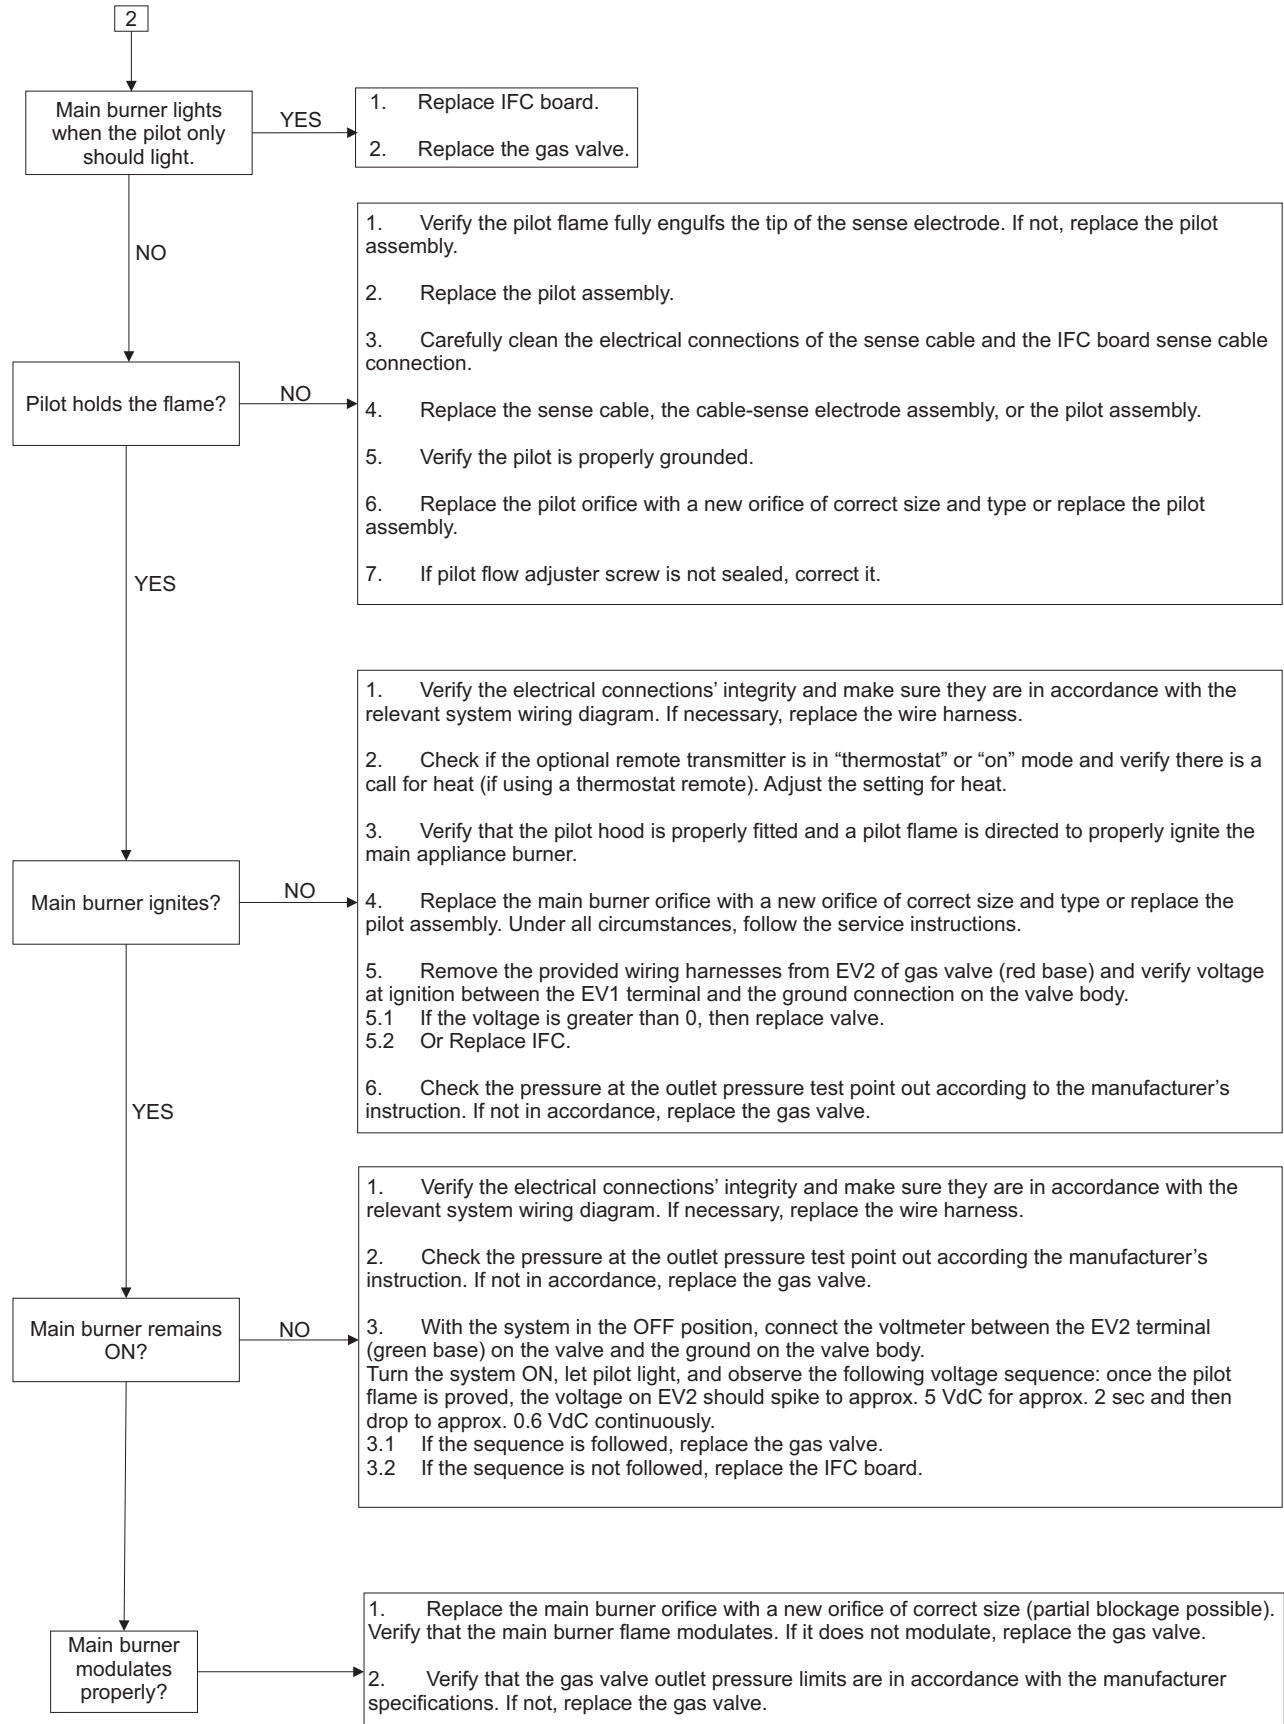 2
Main burner lights
when the pilot only
should light.
YES
1. Replace IFC board.
2. Replace the gas valve.
NO
1. Verify the pilot flame fully engulfs the tip of the sense electrode. If not, replace the pilot
assembly.
2. Replace the pilot assembly.
3. Carefully clean the electrical connections of the sense cable and the IFC board sense cable
connection.
4. Replace the sense cable, the cable-sense electrode assembly, or the pilot assembly.
5. Verify the pilot is properly grounded.
6. Replace the pilot orifice with a new orifice of correct size and type or replace the pilot
assembly.
7. If pilot flow adjuster screw is not sealed, correct it.
Pilot holds the flame?
NO
YES
1. Verify the electrical connections’ integrity and make sure they are in accordance with the
relevant system wiring diagram. If necessary, replace the wire harness.
2. Check if the optional remote transmitter is in “thermostat” or “on” mode and verify there is a
call for heat (if using a thermostat remote). Adjust the setting for heat.
3. Verify that the pilot hood is properly fitted and a pilot flame is directed to properly ignite the
main appliance burner.
4. Replace the main burner orifice with a new orifice of correct size and type or replace the
pilot assembly. Under all circumstances, follow the service instructions.
5. Remove the provided wiring harnesses from EV2 of gas valve (red base) and verify voltage
at ignition between the EV1 terminal and the ground connection on the valve body.
5.1 If the voltage is greater than 0, then replace valve.
5.2 Or Replace IFC.
6. Check the pressure at the outlet pressure test point out according to the manufacturer’s
instruction. If not in accordance, replace the gas valve.
Main burner ignites?
NO
YES
1. Verify the electrical connections’ integrity and make sure they are in accordance with the
relevant system wiring diagram. If necessary, replace the wire harness.
2. Check the pressure at the outlet pressure test point out according the manufacturer’s
instruction. If not in accordance, replace the gas valve.
3. With the system in the OFF position, connect the voltmeter between the EV2 terminal
(green base) on the valve and the ground on the valve body.
Turn the system ON, let pilot light, and observe the following voltage sequence: once the pilot
flame is proved, the voltage on EV2 should spike to approx. 5 VdC for approx. 2 sec and then
drop to approx. 0.6 VdC continuously.
3.1 If the sequence is followed, replace the gas valve.
3.2 If the sequence is not followed, replace the IFC board.
Main burner remains
ON?
NO
1. Replace the main burner orifice with a new orifice of correct size (partial blockage possible).
Verify that the main burner flame modulates. If it does not modulate, replace the gas valve.
2. Verify that the gas valve outlet pressure limits are in accordance with the manufacturer
specifications. If not, replace the gas valve.
Main burner
modulates
properly?